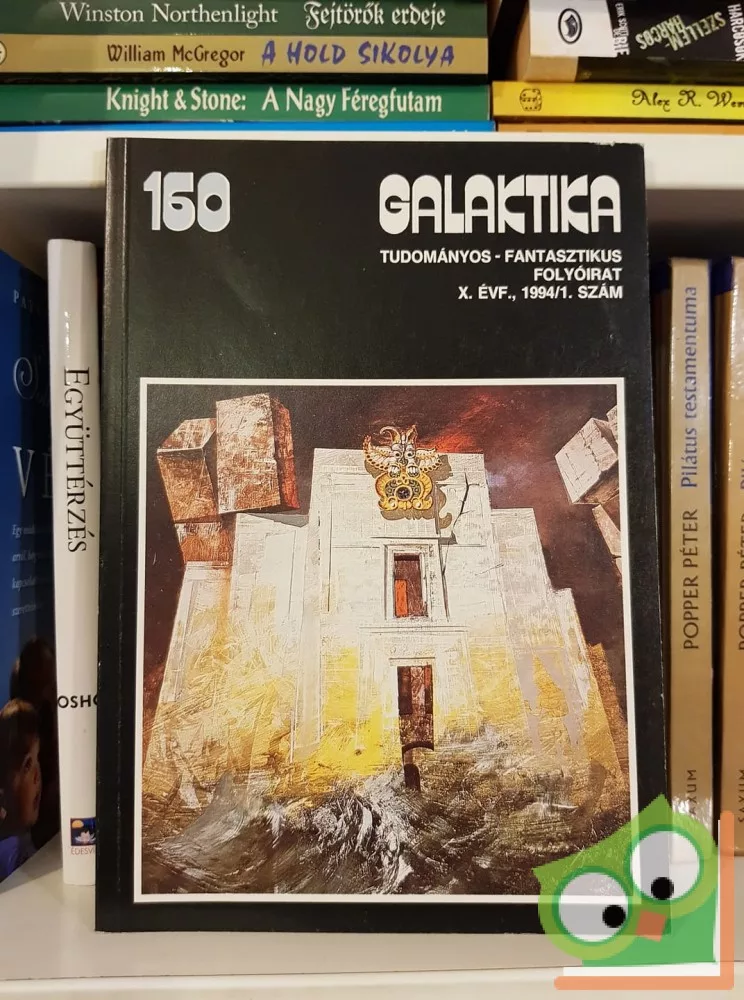 Winston Northenlight Fejtörők erdeje
William McGregor A HOLD SIKOLYA
Knight & Stone: A Nagy Féregfutam
SZELLEM-
HARCOS
Alex R. Wer
160
GALAKTIKA
TUDOMÁNYOS - FANTASZTIKUS
FOLYÓIRAT
X. ÉVF., 1994/1. SZÁM
EGYÜTTÉRZÉS
OSHO
POPPER PÉTER Pilátus testamentuma
POPPER PÉTER